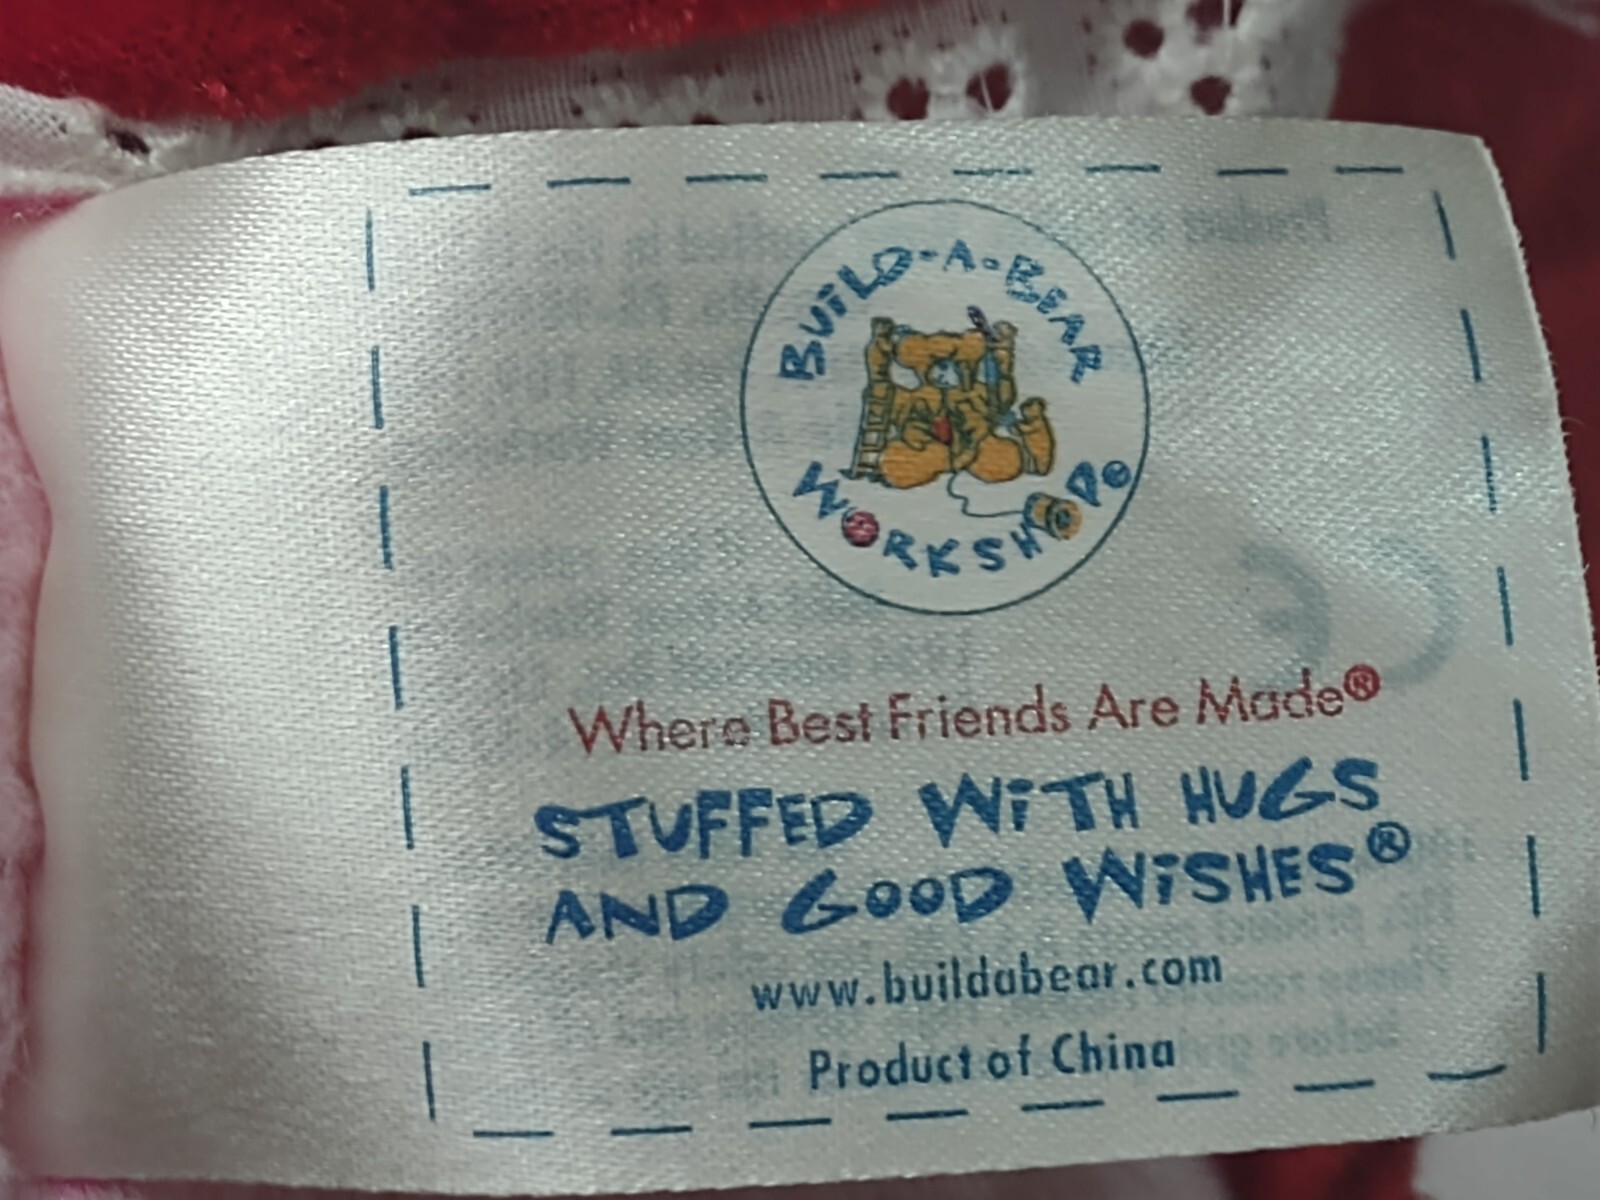 BUiLD-A-BEAR
WORKSHOP®
Where Best Friends Are Made®
STUFFED WiTH HUGS
AND GOOD WiSHES®
www.buildabear.com
Product of China